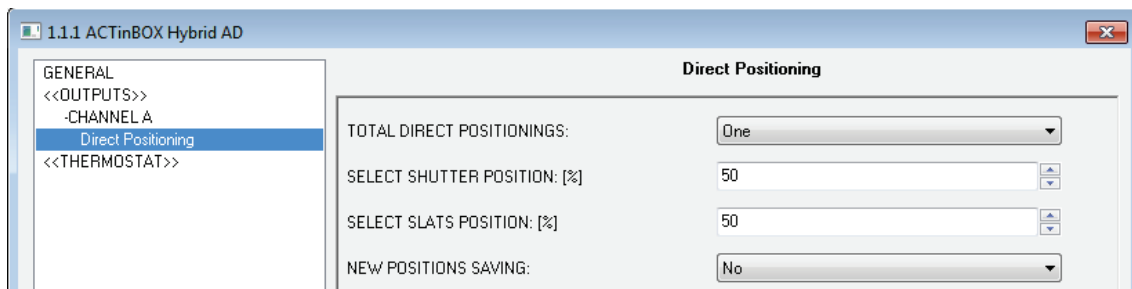 1.1.1 ACTinBOX Hybrid AD
GENERAL
<<OUTPUTS>>
-CHANNEL A
Direct Positioning
<<THERMOSTAT>>
Direct Positioning
TOTAL DIRECT POSITIONINGS: One
SELECT SHUTTER POSITION: [%] 50
SELECT SLATS POSITION: [%] 50
NEW POSITIONS SAVING: No